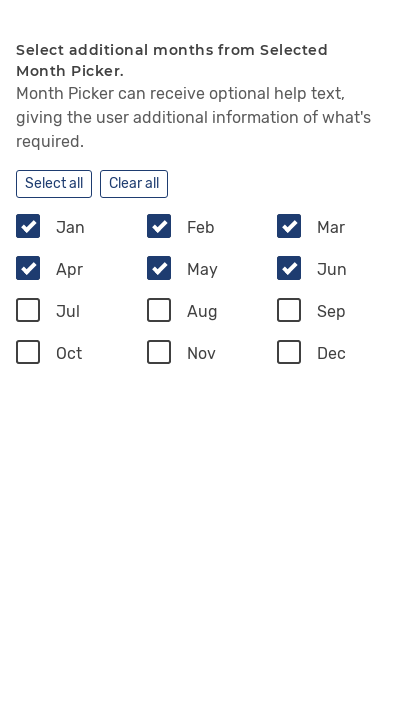 Select additional months from Selected
Month Picker.
Month Picker can receive optional help text,
giving the user additional information of what's
required.
Select all Clear all
Jan Feb Mar
Apr May Jun
Jul Aug Sep
Oct Nov Dec